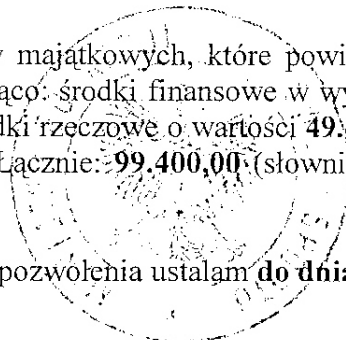 majątkowych, które powi
ąco: środki finansowe w wy
dki rzeczowe o wartości 49.
Łącznie: 99.400,00 (słowni
pozwolenia ustalam do dnia